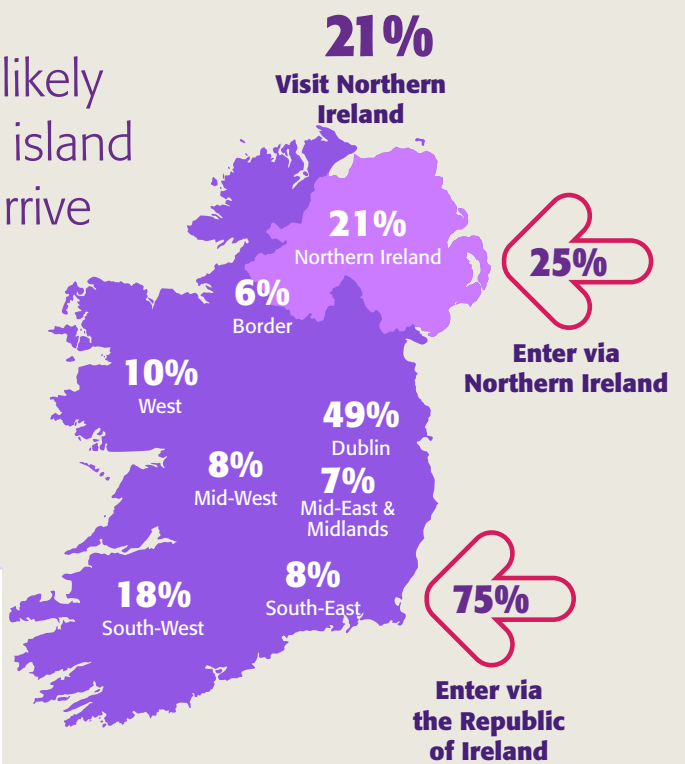 likely
island
rrive
21%
Visit Northern
Ireland
21%
Northern Ireland
25%
Enter via
Northern Ireland
6%
Border
10%
West
49%
Dublin
8%
Mid-West
7%
Mid-East &
Midlands
8%
South-East
18%
South-West
75%
Enter via
the Republic
of Ireland